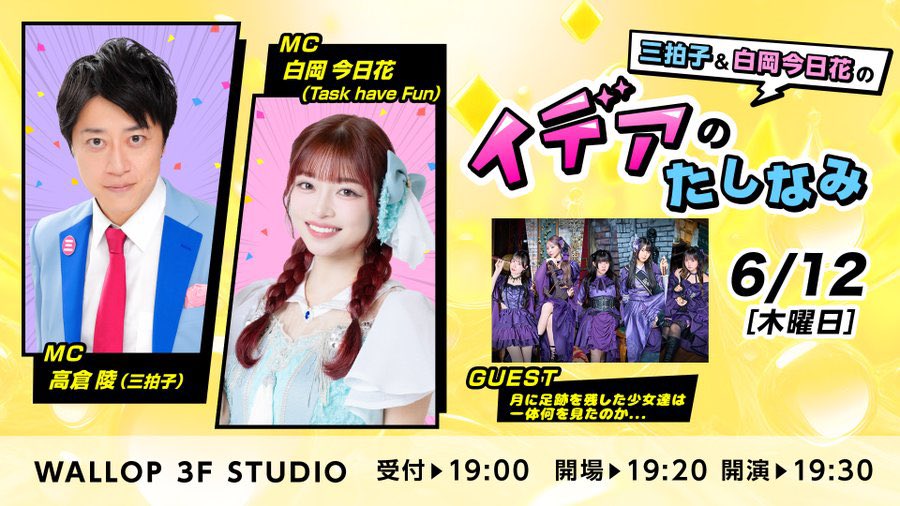 三拍子&白岡今日花の
イデアの
たしなみ
MC
白岡 今日花
(Task have Fun)
MC
高倉 陵(三拍子)
三
6/12
[木曜日]
GUEST
月に足跡を残した少女達は
一体何を見たのか...
WALLOP 3F STUDIO 受付▶19:00 開場▶19:20 開演▶19:30